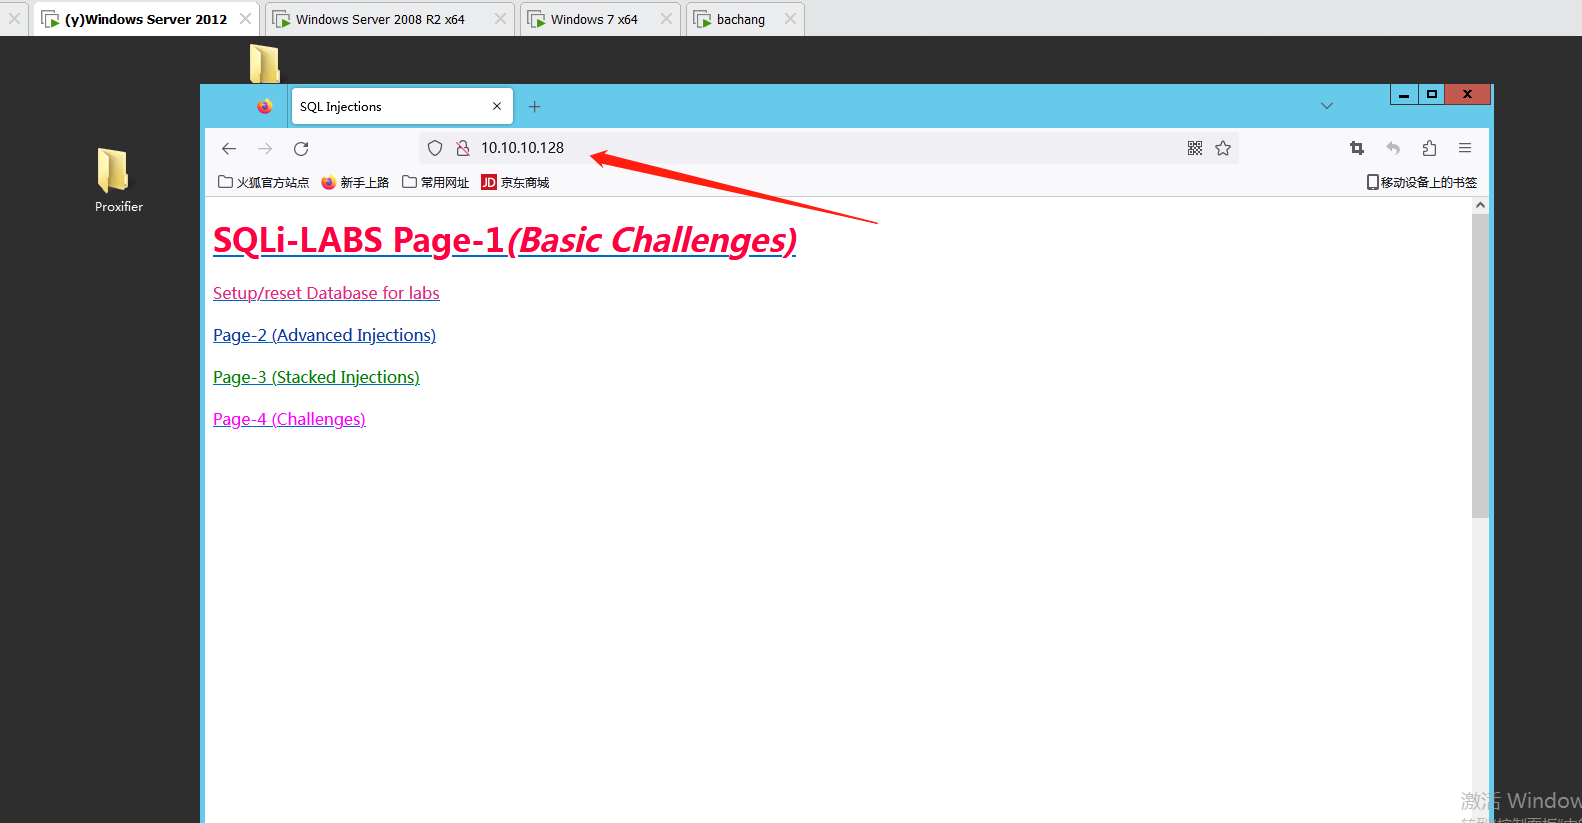 (y)Windows Server 2012
Windows Server 2008 R2 x64
Windows 7 x64
bachang
SQL Injections
10.10.10.128
火狐官方站点
新手上路
常用网址
JD 京东商城
移动设备上的书签
Proxifier
SQLi-LABS Page-1(Basic Challenges)
Setup/reset Database for labs
Page-2 (Advanced Injections)
Page-3 (Stacked Injections)
Page-4 (Challenges)
激活 Window